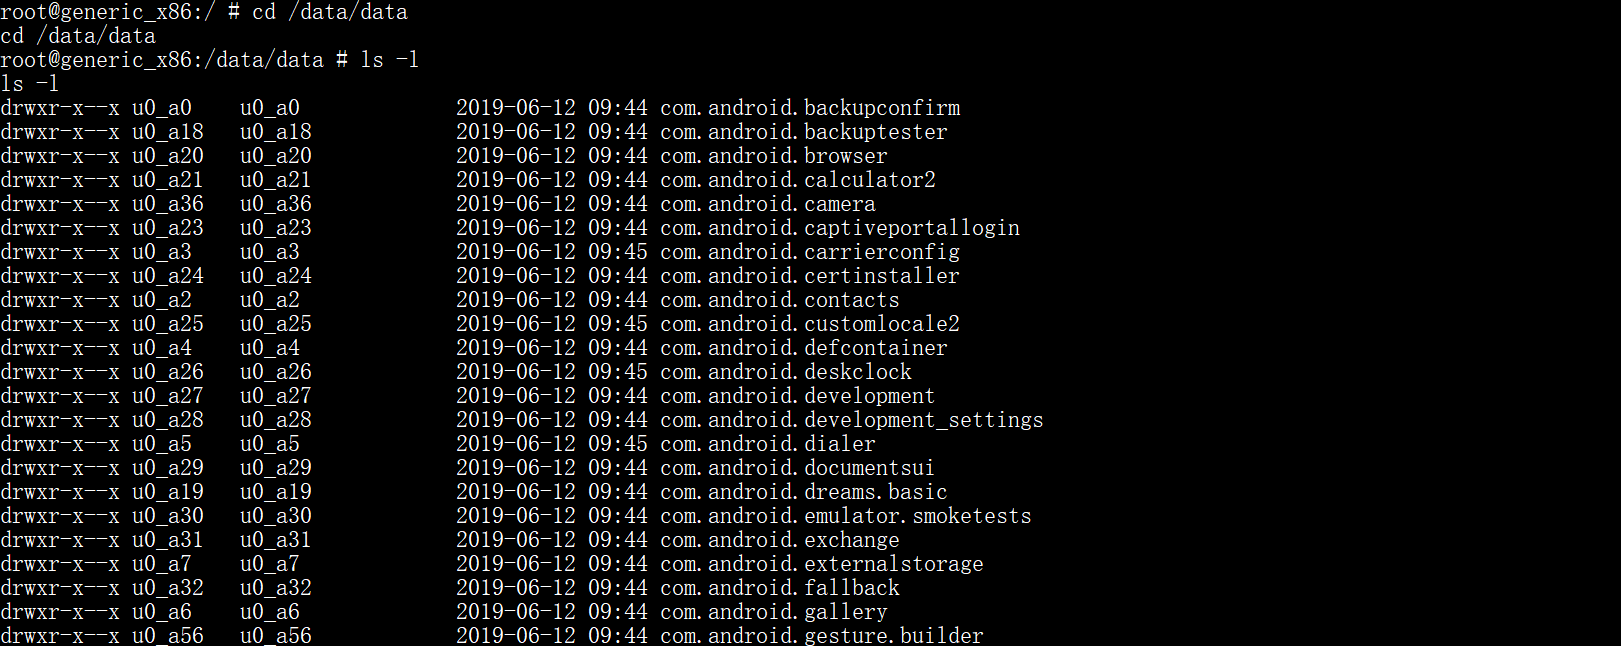 root@generic_x86:/ # cd /data/data
cd /data/data
root@generic_x86:/data/data # ls -l
ls -l
drwxr-x--x u0_a0    u0_a0             2019-06-12 09:44 com.android.backupconfirm
drwxr-x--x u0_a18   u0_a18            2019-06-12 09:44 com.android.backuptester
drwxr-x--x u0_a20   u0_a20            2019-06-12 09:44 com.android.browser
drwxr-x--x u0_a21   u0_a21            2019-06-12 09:44 com.android.calculator2
drwxr-x--x u0_a36   u0_a36            2019-06-12 09:44 com.android.camera
drwxr-x--x u0_a23   u0_a23            2019-06-12 09:44 com.android.captiveportallogin
drwxr-x--x u0_a3    u0_a3             2019-06-12 09:45 com.android.carrierconfig
drwxr-x--x u0_a24   u0_a24            2019-06-12 09:44 com.android.certinstaller
drwxr-x--x u0_a2    u0_a2             2019-06-12 09:44 com.android.contacts
drwxr-x--x u0_a25   u0_a25            2019-06-12 09:45 com.android.customlocale2
drwxr-x--x u0_a4    u0_a4             2019-06-12 09:44 com.android.defcontainer
drwxr-x--x u0_a26   u0_a26            2019-06-12 09:45 com.android.deskclock
drwxr-x--x u0_a27   u0_a27            2019-06-12 09:44 com.android.development
drwxr-x--x u0_a28   u0_a28            2019-06-12 09:44 com.android.development_settings
drwxr-x--x u0_a5    u0_a5             2019-06-12 09:45 com.android.dialer
drwxr-x--x u0_a29   u0_a29            2019-06-12 09:44 com.android.documentsui
drwxr-x--x u0_a19   u0_a19            2019-06-12 09:44 com.android.dreams.basic
drwxr-x--x u0_a30   u0_a30            2019-06-12 09:44 com.android.emulator.smoketests
drwxr-x--x u0_a31   u0_a31            2019-06-12 09:44 com.android.exchange
drwxr-x--x u0_a7    u0_a7             2019-06-12 09:44 com.android.externalstorage
drwxr-x--x u0_a32   u0_a32            2019-06-12 09:44 com.android.fallback
drwxr-x--x u0_a6    u0_a6             2019-06-12 09:44 com.android.gallery
drwxr-x--x u0_a56   u0_a56            2019-06-12 09:44 com.android.gesture.builder